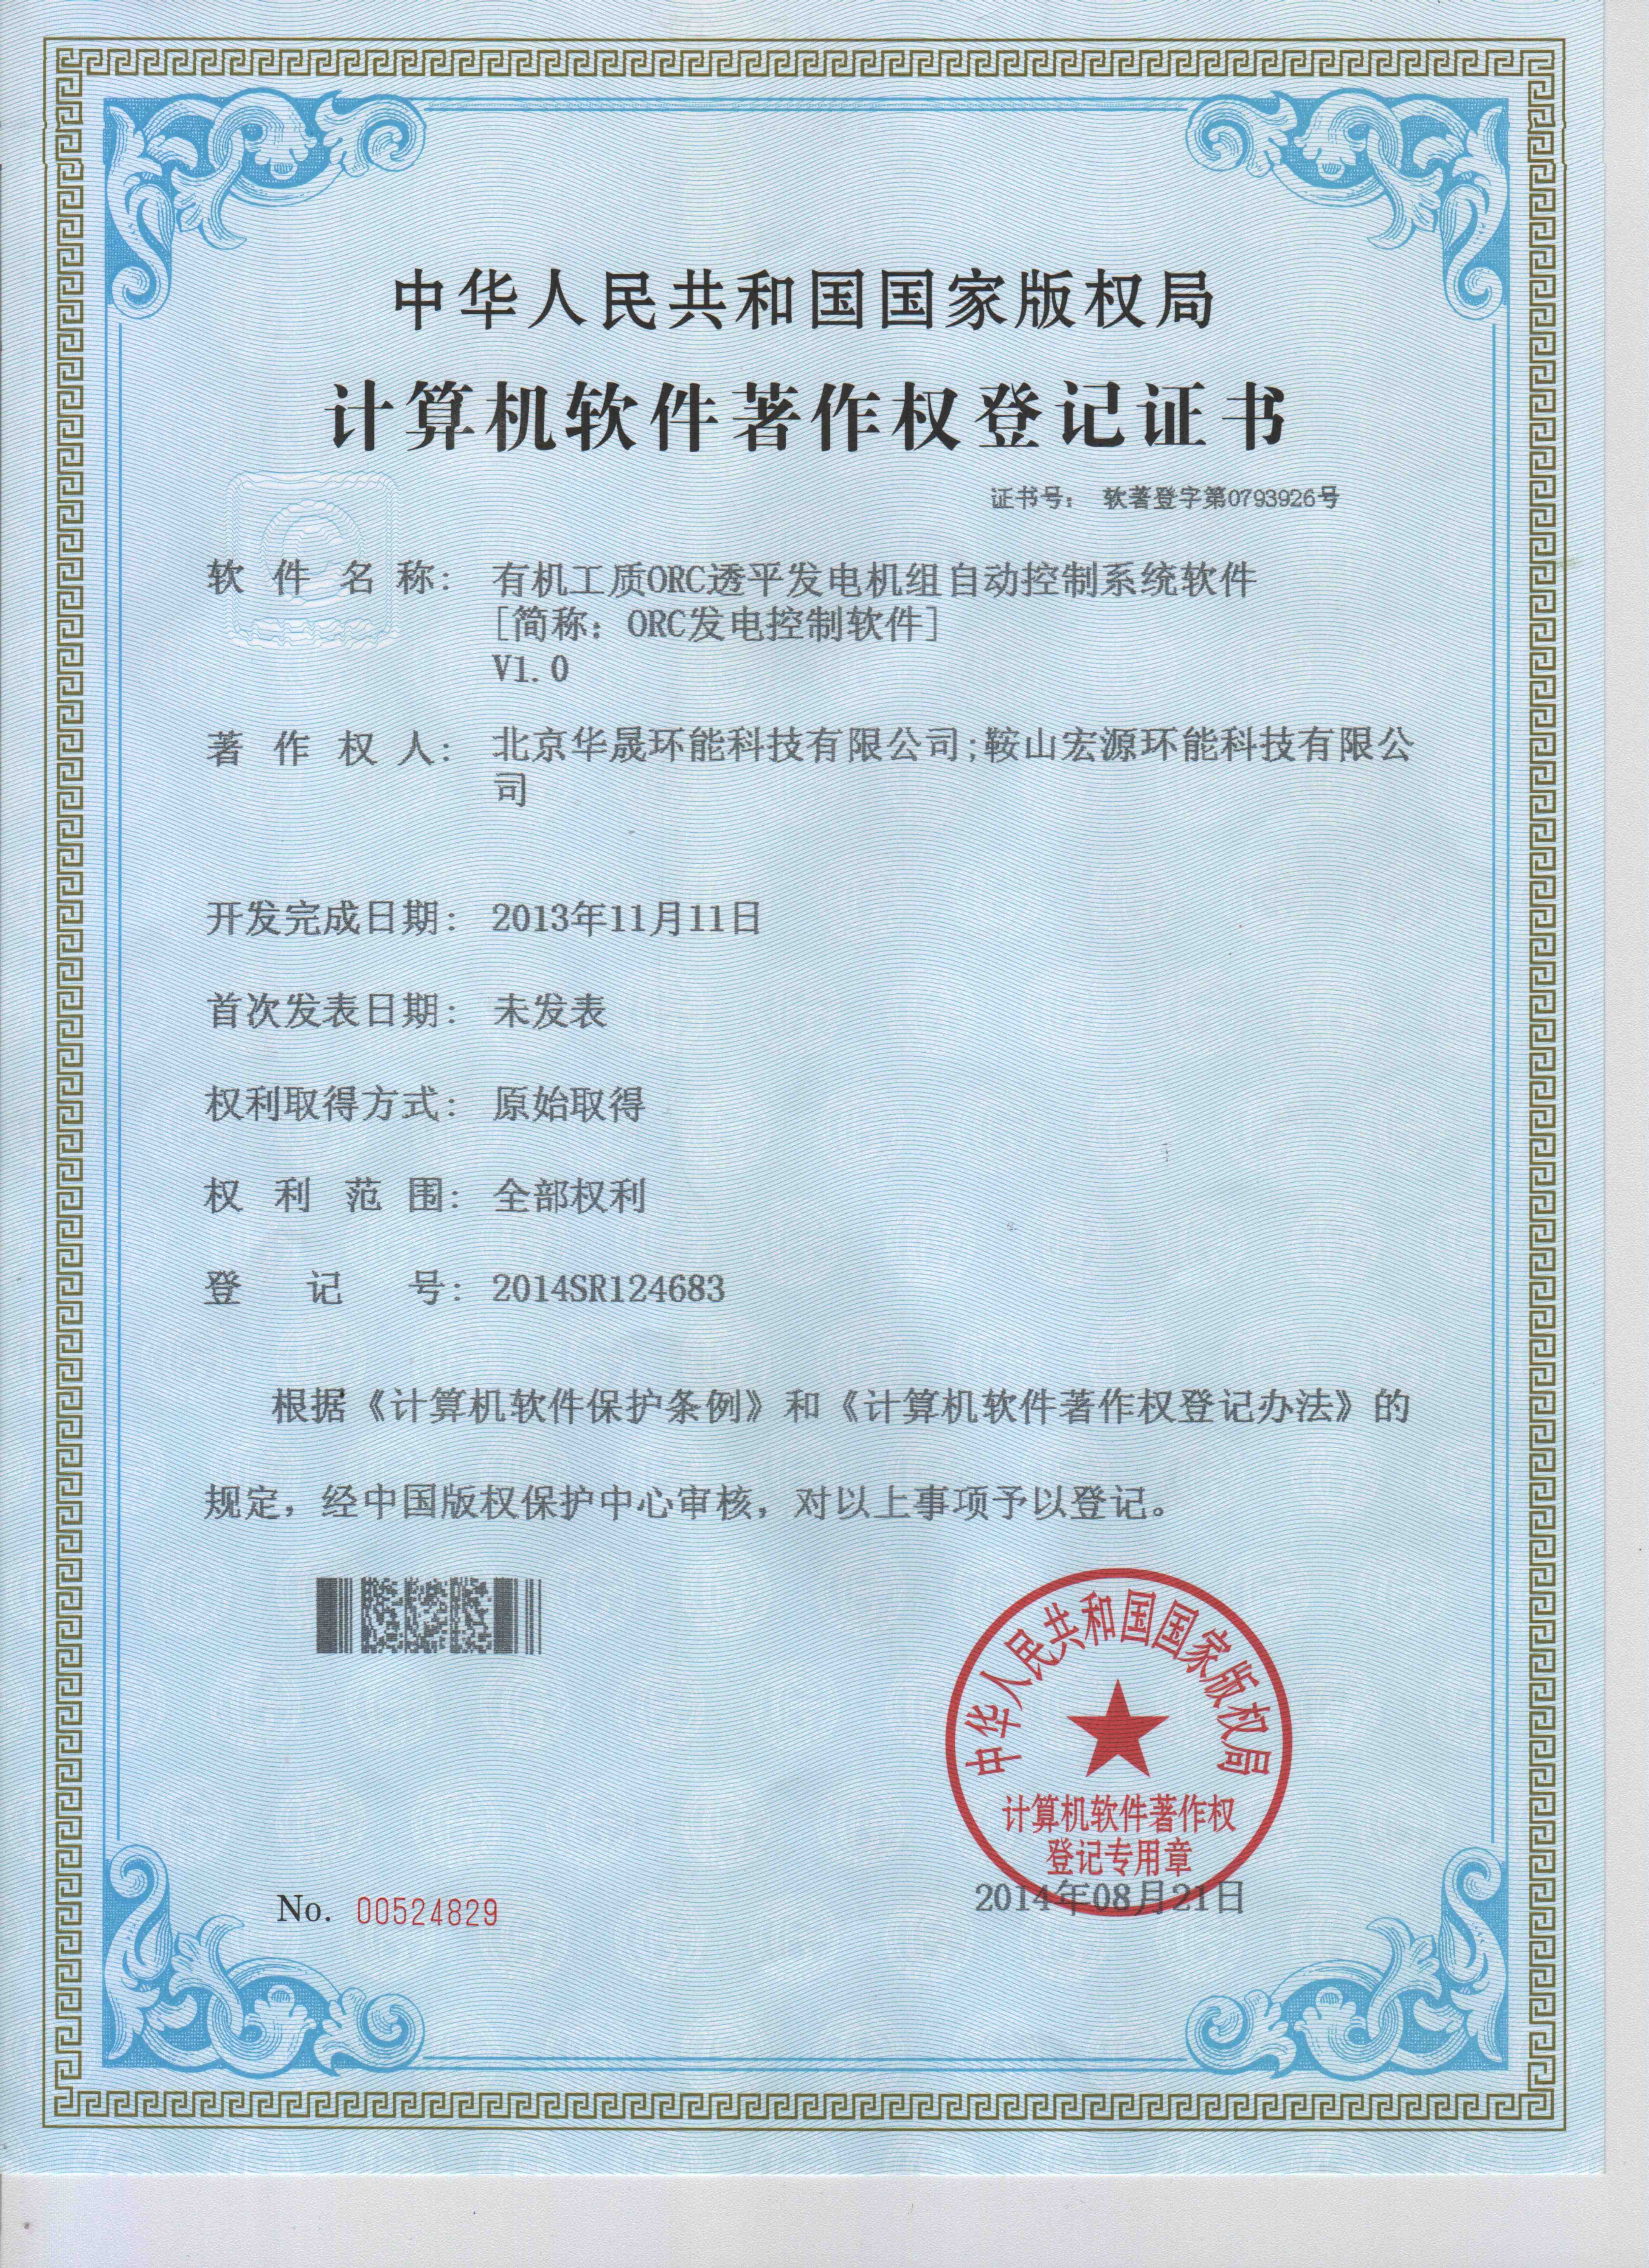 中华人民共和国国家版权局
计算机软件著作权登记证书
证书号： 软著登字第0793926号
软件名称： 有机工质ORC透平发电机组自动控制系统软件
[简称：ORC发电控制软件]
V1.0
著作权人： 北京华晟环能科技有限公司;鞍山宏源环能科技有限公
司
开发完成日期： 2013年11月11日
首次发表日期： 未发表
权利取得方式： 原始取得
权利范围： 全部权利
登记号： 2014SR124683
根据《计算机软件保护条例》和《计算机软件著作权登记办法》的
规定，经中国版权保护中心审核，对以上事项予以登记。
中华人民共和国国家版权局
计算机软件著作权
登记专用章
2014年08月21日
No. 00524829